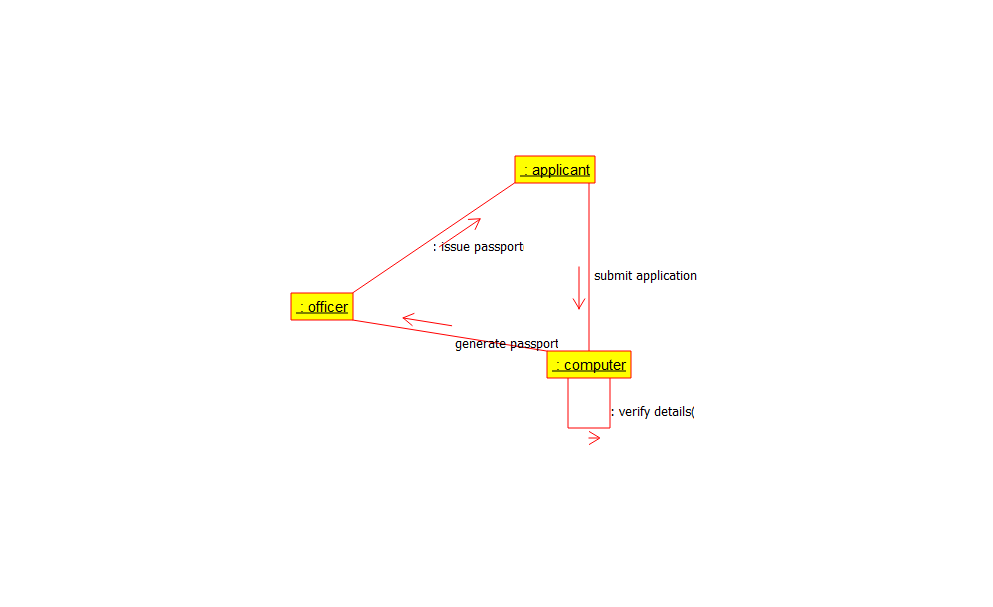 : applicant
: issue passport
submit application
: officer
generate passport
: computer
: verify details(